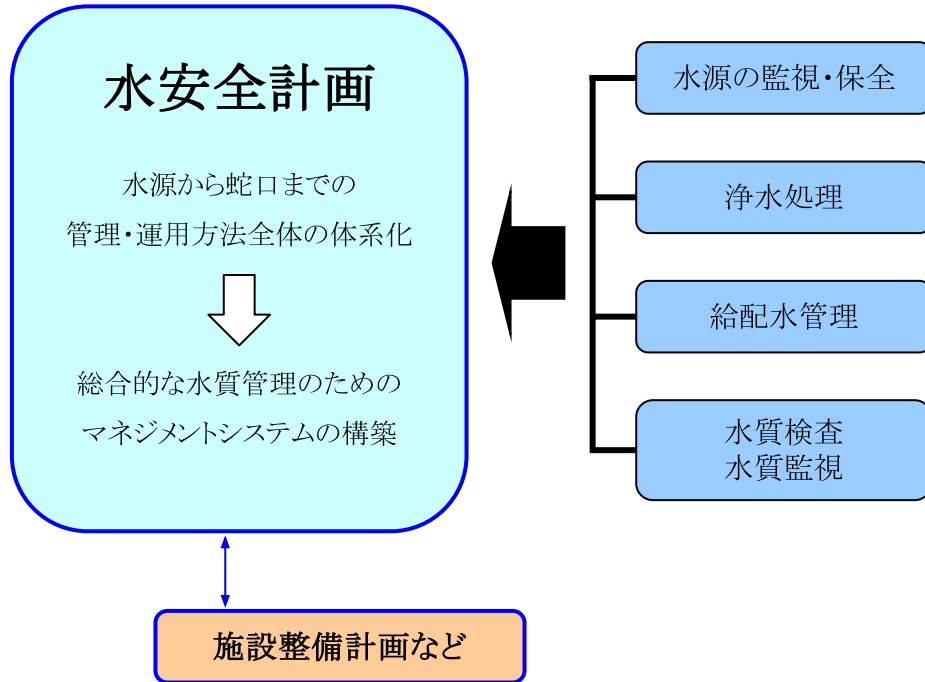 水安全計画
水源から蛇口までの
管理・運用方法全体の体系化
総合的な水質管理のための
マネジメントシステムの構築
水源の監視・保全
浄水処理
給配水管理
水質検査
水質監視
施設整備計画など